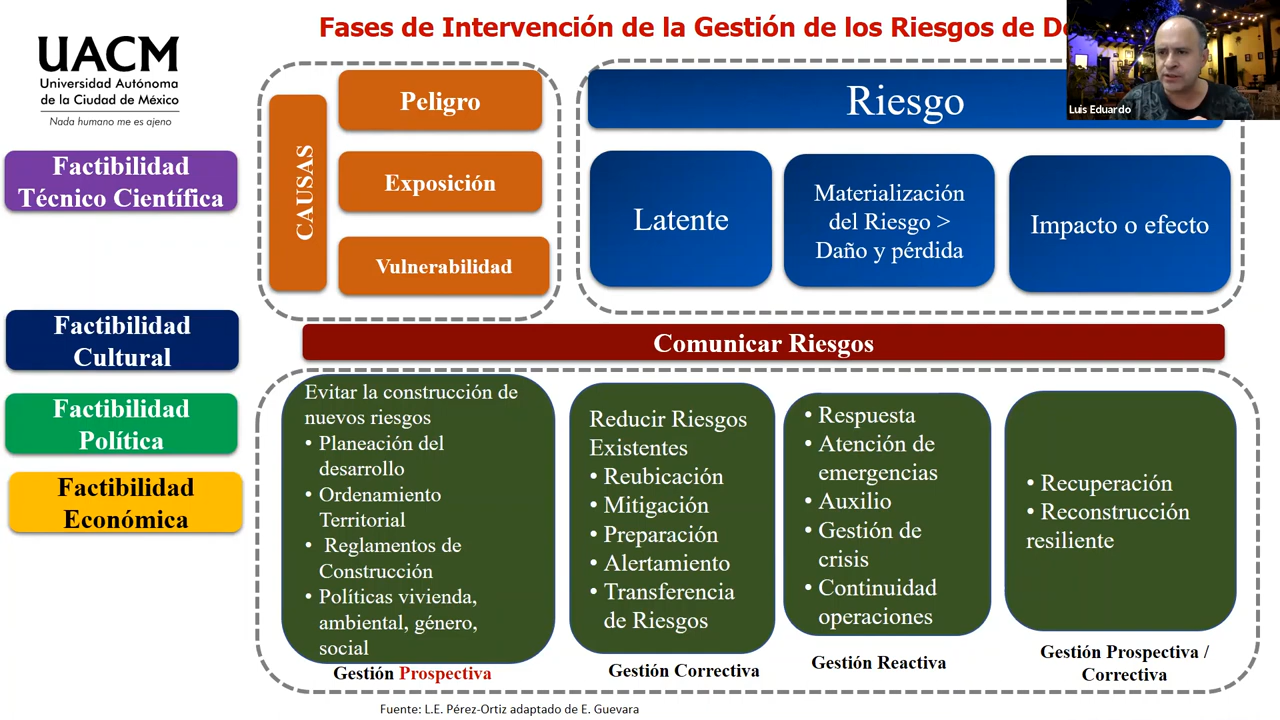 Fases de Intervención de la Gestión de los Riesgos de
UACM
Universidad Autónoma
de la Ciudad de México
Nada humano me es ajeno
Luis Eduardo
Factibilidad
Técnico Científica
Factibilidad
Cultural
Factibilidad
Política
Factibilidad
Económica
CAUSAS
Peligro
Exposición
Vulnerabilidad
Riesgo
Latente
Materialización
del Riesgo >
Daño y pérdida
Impacto o efecto
Comunicar Riesgos
Evitar la construcción de
nuevos riesgos
• Planeación del
desarrollo
• Ordenamiento
Territorial
• Reglamentos de
Construcción
• Políticas vivienda,
ambiental, género,
social
Gestión Prospectiva
Reducir Riesgos
Existentes
• Reubicación
• Mitigación
• Preparación
• Alertamiento
• Transferencia
de Riesgos
Gestión Correctiva
• Respuesta
• Atención de
emergencias
• Auxilio
• Gestión de
crisis
• Continuidad
operaciones
Gestión Reactiva
• Recuperación
• Reconstrucción
resiliente
Gestión Prospectiva /
Correctiva
Fuente: L.E. Pérez-Ortiz adaptado de E. Guevara